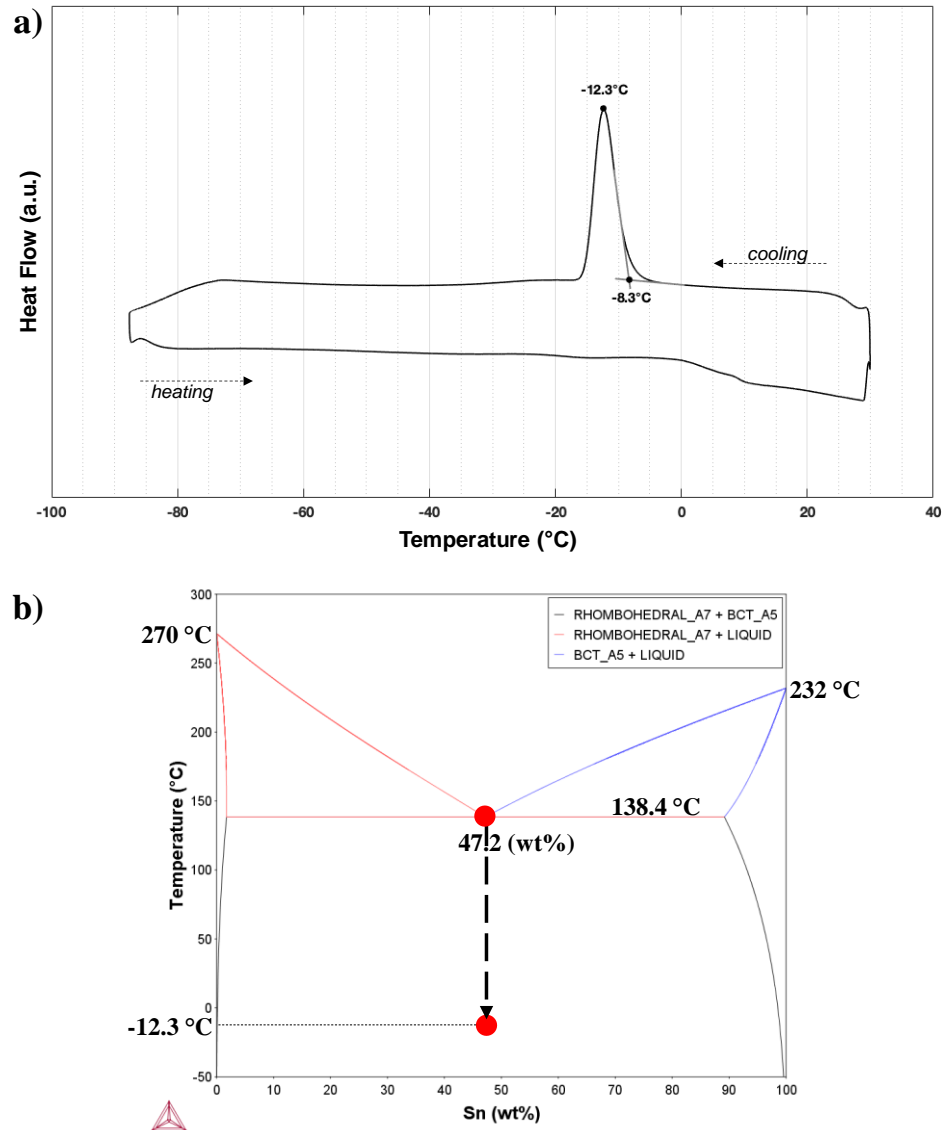 a)
Heat Flow (a.u.)
-12.3°C
cooling
-8.3°C
heating
-100 -80 -60 -40 -20 0 20 40
Temperature (°C)
b)
300
RHOMBOHEDRAL_A7 + BCT_A5
RHOMBOHEDRAL_A7 + LIQUID
BCT_A5 + LIQUID
270 °C
250
232 °C
200
150
138.4 °C
47.2 (wt%)
Temperature (°C)
100
50
0
-12.3 °C
-50
0 10 20 30 40 50 60 70 80 90 100
Sn (wt%)